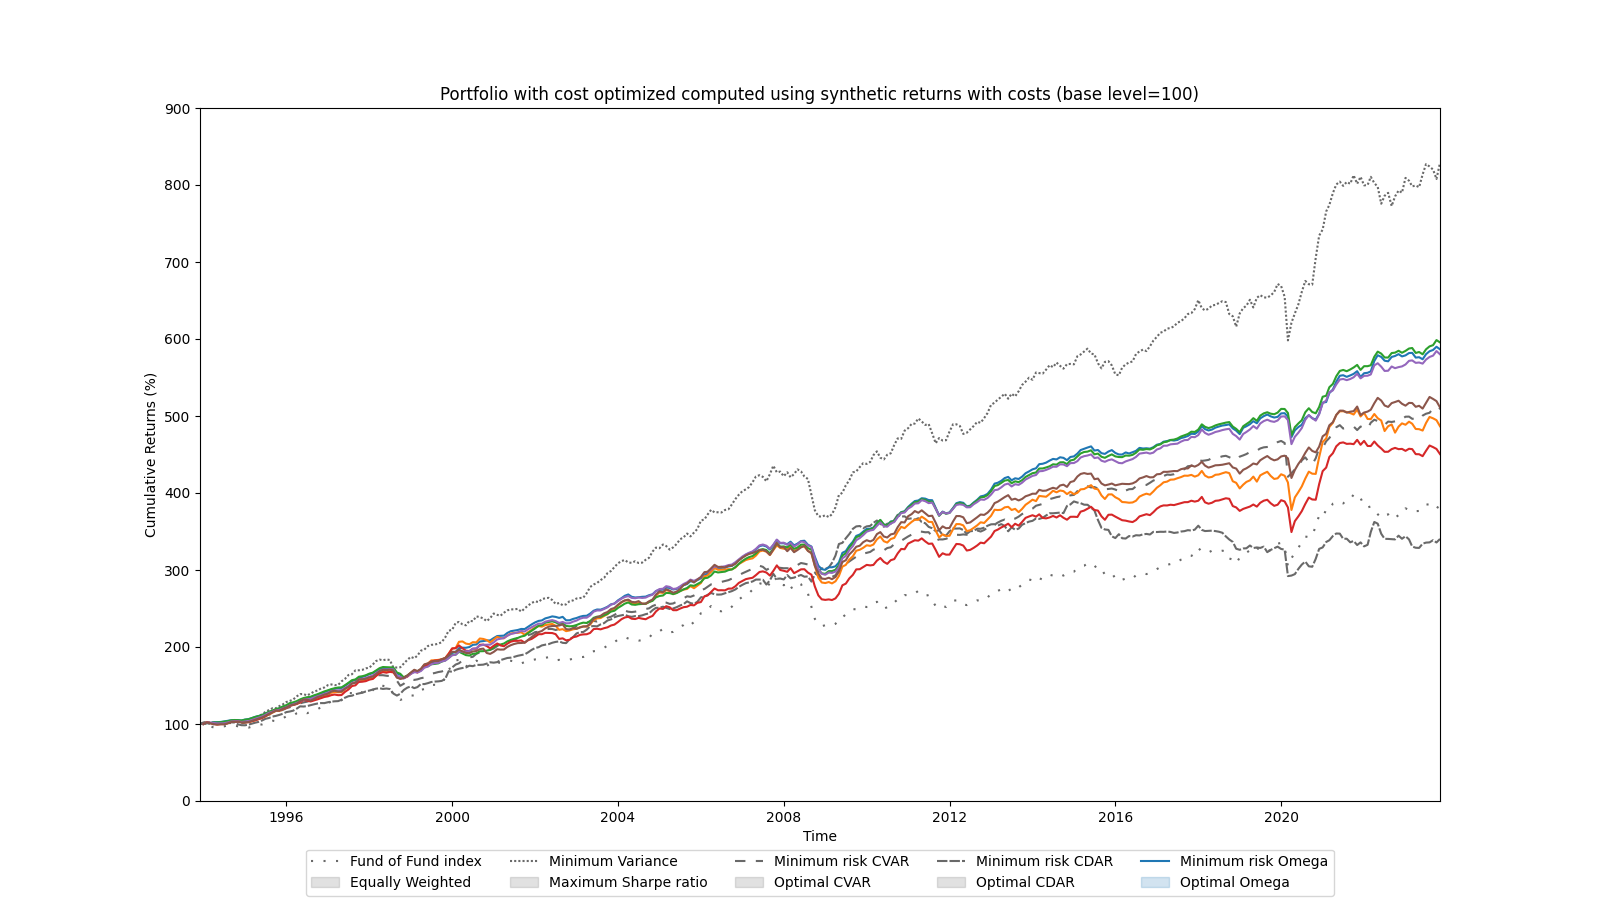 Portfolio with cost optimized computed using synthetic returns with costs (base level=100)
900
800
700
600
500
400
300
200
100
0
Cumulative Returns (%)
1996 2000 2004 2008 2012 2016 2020
Time
Fund of Fund index Minimum Variance Minimum risk CVAR Minimum risk CDAR Minimum risk Omega
Equally Weighted Maximum Sharpe ratio Optimal CVAR Optimal CDAR Optimal Omega